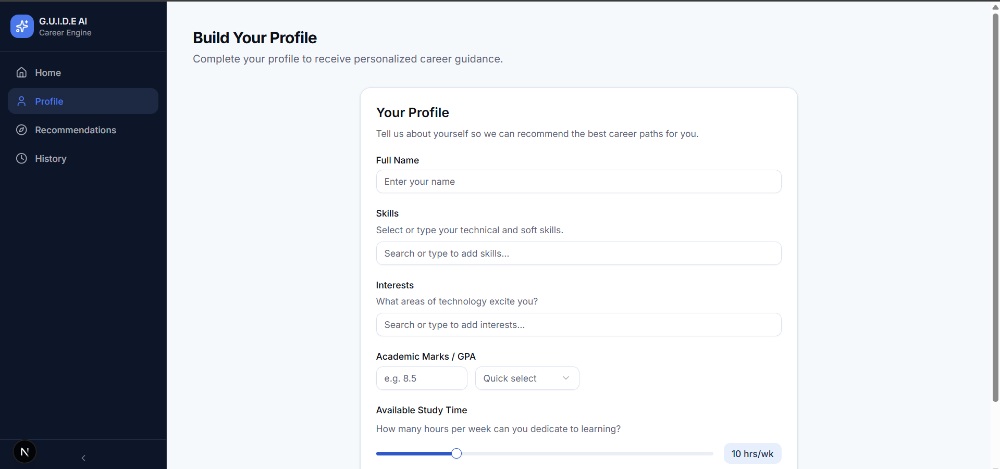 G.U.I.D.E AI
Career Engine
Home
Profile
Recommendations
History
N
Build Your Profile
Complete your profile to receive personalized career guidance.
Your Profile
Tell us about yourself so we can recommend the best career paths for you.
Full Name
Enter your name
Skills
Select or type your technical and soft skills.
Search or type to add skills...
Interests
What areas of technology excite you?
Search or type to add interests...
Academic Marks / GPA
e.g. 8.5
Quick select
Available Study Time
How many hours per week can you dedicate to learning?
10 hrs/wk